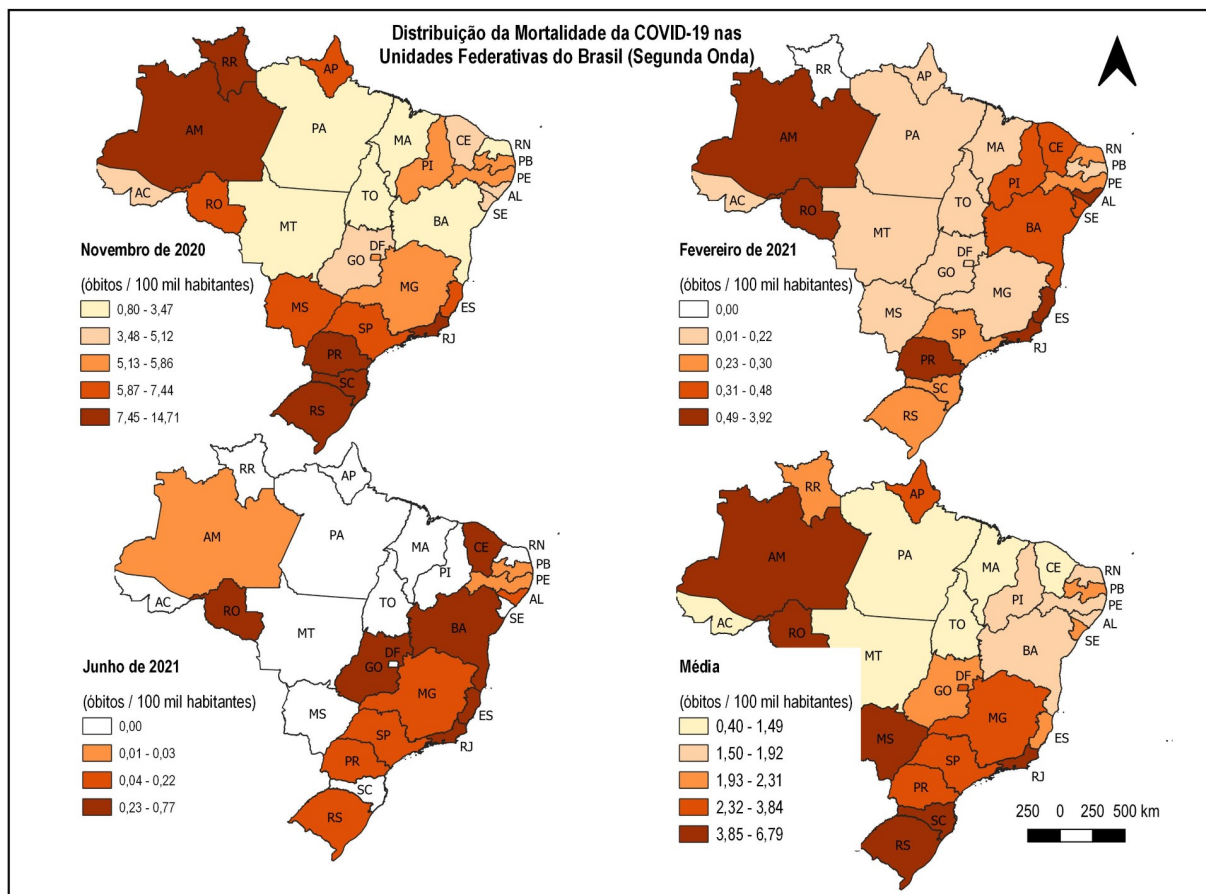 Distribuição da Mortalidade da COVID-19 nas
Unidades Federativas do Brasil (Segunda Onda)
RR
AP
AM
PA
MA
CE
RN
PB
PE
AL
SE
PI
AC
RO
TO
BA
MT
DF
GO
MG
ES
MS
SP
RJ
PR
SC
RS
Novembro de 2020
(óbitos / 100 mil habitantes)
0,80 - 3,47
3,48 - 5,12
5,13 - 5,86
5,87 - 7,44
7,45 - 14,71
RR
AP
AM
PA
MA
CE
RN
PB
PE
AL
SE
PI
AC
RO
TO
BA
MT
DF
GO
MG
ES
MS
SP
RJ
PR
SC
RS
Fevereiro de 2021
(óbitos / 100 mil habitantes)
0,00
0,01 - 0,22
0,23 - 0,30
0,31 - 0,48
0,49 - 3,92
RR
AP
AM
PA
MA
CE
RN
PB
PE
AL
SE
PI
AC
RO
TO
BA
MT
DF
GO
MG
ES
MS
SP
RJ
PR
SC
RS
Junho de 2021
(óbitos / 100 mil habitantes)
0,00
0,01 - 0,03
0,04 - 0,22
0,23 - 0,77
RR
AP
AM
PA
MA
CE
RN
PB
PE
AL
SE
PI
AC
RO
TO
BA
MT
DF
GO
MG
ES
MS
SP
RJ
PR
SC
RS
Média
(óbitos / 100 mil habitantes)
0,40 - 1,49
1,50 - 1,92
1,93 - 2,31
2,32 - 3,84
3,85 - 6,79
250 0 250 500 km